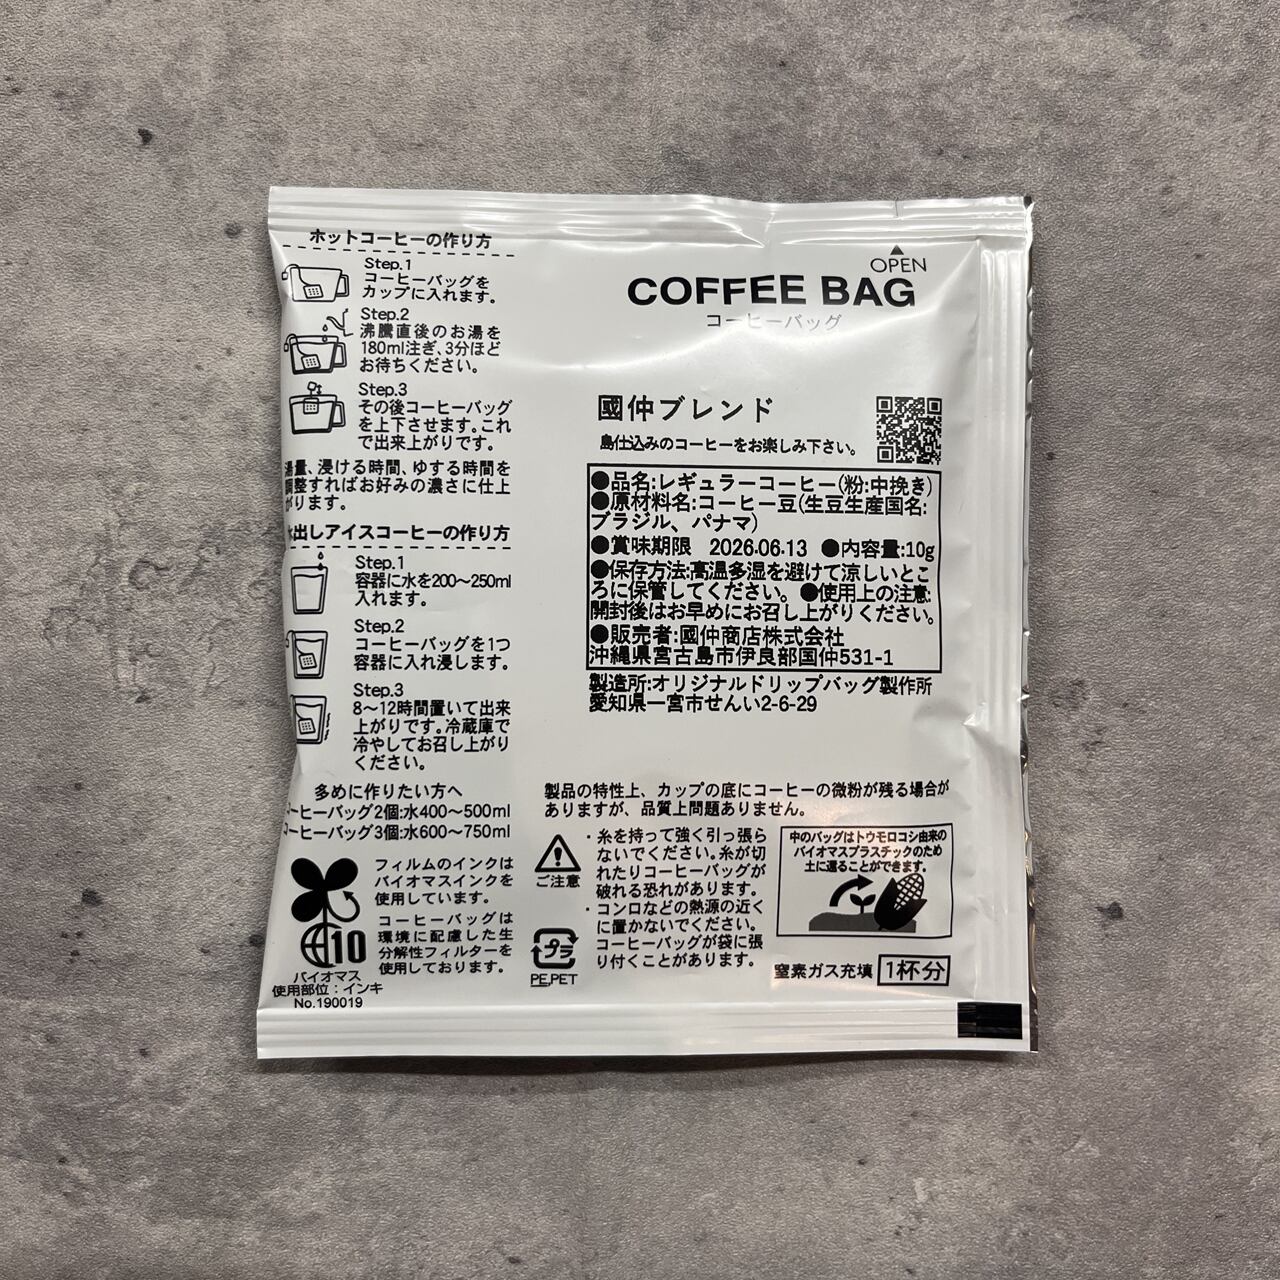 ホットコーヒーの作り方
Step.1
コーヒーバッグを
カップに入れます。
Step.2
沸騰直後のお湯を
180ml注ぎ、3分ほど
お待ちください。
Step.3
その後コーヒーバッグ
を上下させます。これ
で出来上がりです。
湯量、浸ける時間、ゆする時間を
調整すればお好みの濃さに仕上
がります。
水出しアイスコーヒーの作り方
Step.1
容器に水を200〜250ml
入れます。
Step.2
コーヒーバッグを1つ
容器に入れ浸します。
Step.3
8〜12時間置いて出来
上がりです。冷蔵庫で
冷やしてお召し上がり
ください。
多めに作りたい方へ
コーヒーバッグ2個:水400〜500ml
コーヒーバッグ3個:水600〜750ml
フィルムのインクは
バイオマスインクを
使用しています。
コーヒーバッグは
環境に配慮した生
分解性フィルターを
使用しております。
10
バイオマス
使用部位:インキ
No.190019
OPEN
COFFEE BAG
コーヒーバッグ
國仲ブレンド
島仕込みのコーヒーをお楽しみ下さい。
●品名:レギュラーコーヒー(粉:中挽き)
●原材料名:コーヒー豆(生豆生産国名:
ブラジル、パナマ)
●賞味期限 2026.06.13 ●内容量:10g
●保存方法:高温多湿を避けて涼しいとこ
ろに保管してください。●使用上の注意:
開封後はお早めにお召し上がりください。
●販売者:國仲商店株式会社
沖縄県宮古島市伊良部国仲531-1
製造所:オリジナルドリップバッグ製作所
愛知県一宮市せんい2-6-29
製品の特性上、カップの底にコーヒーの微粉が残る場合が
ありますが、品質上問題ありません。
ご注意
・糸を持って強く引っ張ら
ないでください。糸が切
れたりコーヒーバッグが
破れる恐れがあります。
・コンロなどの熱源の近く
に置かないでください。
コーヒーバッグが袋に張
り付くことがあります。
プラ
PE,PET
中のバッグはトウモロコシ由来の
バイオマスプラスチックのため
土に還ることができます。
窒素ガス充填 1杯分